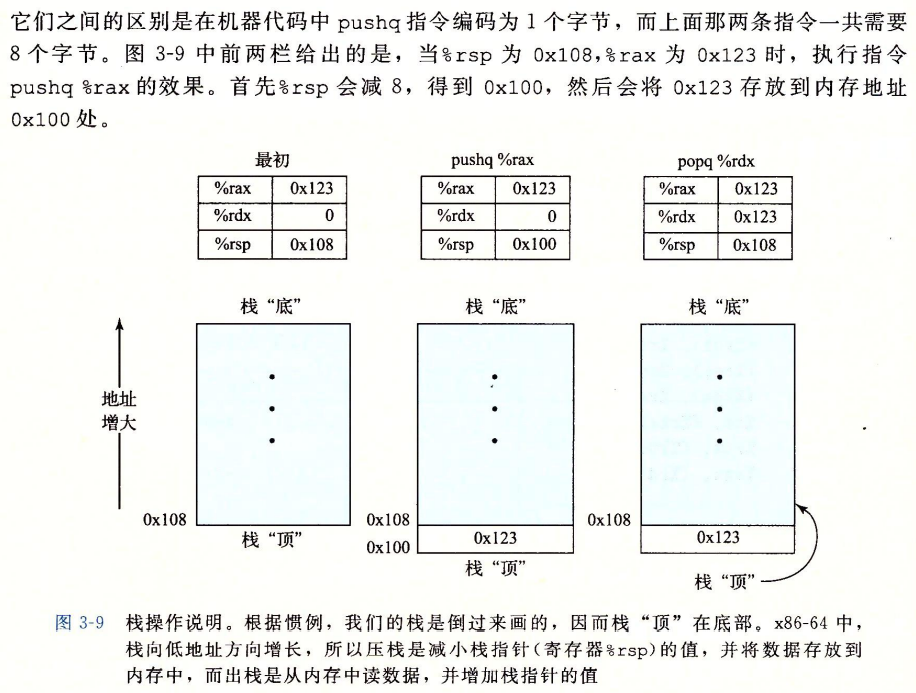 它们之间的区别是在机器代码中 pushq 指令编码为 1 个字节，而上面那两条指令一共需要
8 个字节。图 3-9 中前两栏给出的是，当%rsp 为 0x108,%rax 为 0x123 时，执行指令
pushq %rax 的效果。首先%rsp 会减 8，得到 0x100，然后会将 0x123 存放到内存地址
0x100 处。
最初 pushq %rax popq %rdx
%rax 0x123 %rax 0x123 %rax 0x123
%rdx 0 %rdx 0 %rdx 0x123
%rsp 0x108 %rsp 0x100 %rsp 0x108
栈“底” 栈“底” 栈“底”
地址
增大
0x108 0x108 0x108
栈“顶” 0x123 0x123
0x100
栈“顶”
栈“顶”
图 3-9 栈操作说明。根据惯例，我们的栈是倒过来画的，因而栈“顶”在底部。x86-64 中，
栈向低地址方向增长，所以压栈是减小栈指针(寄存器%rsp)的值，并将数据存放到
内存中，而出栈是从内存中读数据，并增加栈指针的值